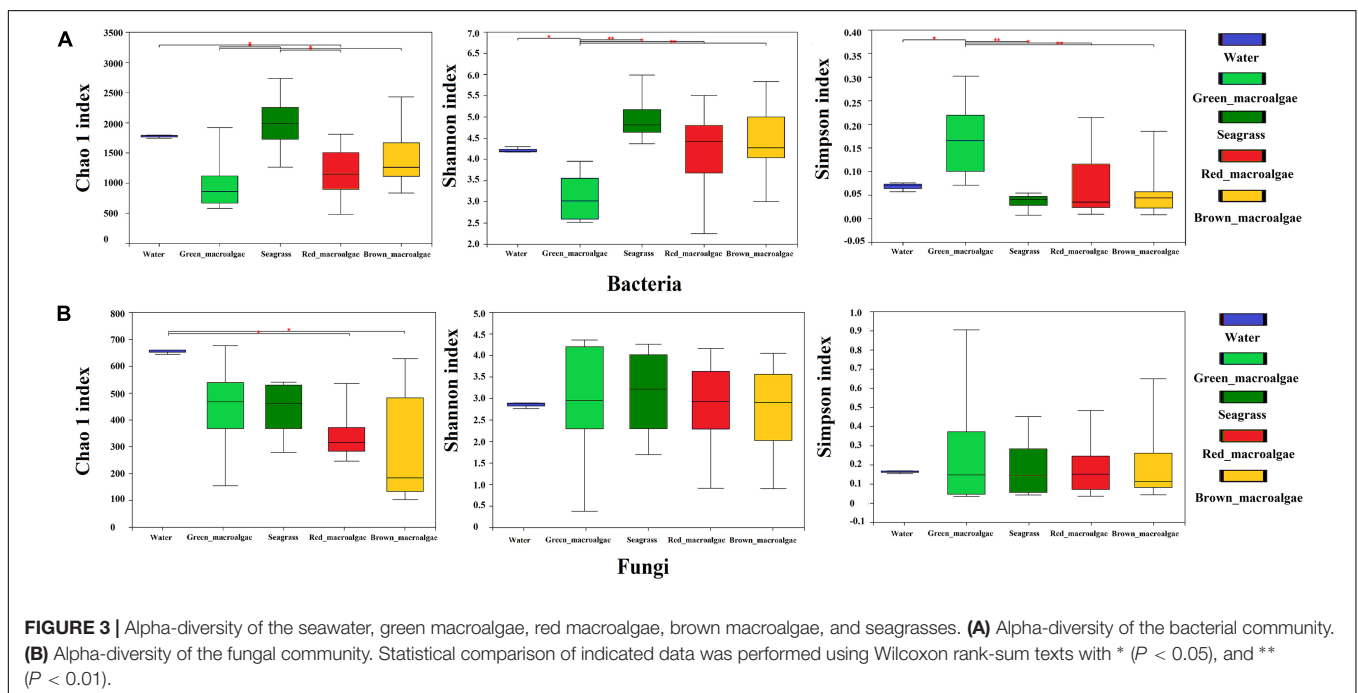 A
Chao 1 index
3500
3000
2500
2000
1500
1000
500
0
* *
* *
Water Green_macroalgae Seagrass Red_macroalgae Brown_macroalgae
Shannon index
7.0
6.5
6.0
5.5
5.0
4.5
4.0
3.5
3.0
2.5
2.0
* ** *
**
Water Green_macroalgae Seagrass Red_macroalgae Brown_macroalgae
Simpson index
0.40
0.35
0.30
0.25
0.20
0.15
0.10
0.05
0.00
-0.05
* ** *
**
Water Green_macroalgae Seagrass Red_macroalgae Brown_macroalgae
Water
Green_macroalgae
Seagrass
Red_macroalgae
Brown_macroalgae
Bacteria
B
Chao 1 index
800
700
600
500
400
300
200
100
0
* *
Water Green_macroalgae Seagrass Red_macroalgae Brown_macroalgae
Shannon index
5.0
4.5
4.0
3.5
3.0
2.5
2.0
1.5
1.0
0.5
0.0
Water Green_macroalgae Seagrass Red_macroalgae Brown_macroalgae
Simpson index
1.0
0.9
0.8
0.7
0.6
0.5
0.4
0.3
0.2
0.1
-0.1
Water Green_macroalgae Seagrass Red_macroalgae Brown_macroalgae
Water
Green_macroalgae
Seagrass
Red_macroalgae
Brown_macroalgae
Fungi
FIGURE 3 | Alpha-diversity of the seawater, green macroalgae, red macroalgae, brown macroalgae, and seagrasses. (A) Alpha-diversity of the bacterial community.
(B) Alpha-diversity of the fungal community. Statistical comparison of indicated data was performed using Wilcoxon rank-sum texts with * (P < 0.05), and **
(P < 0.01).